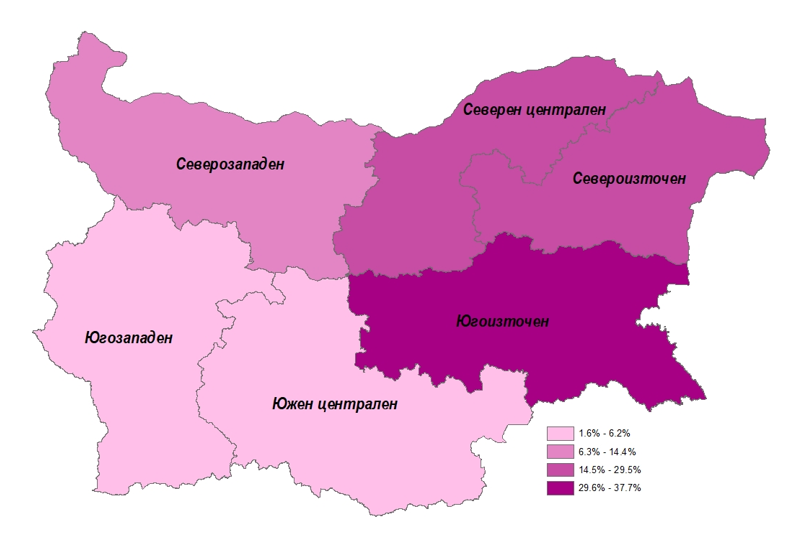 Северен централен
Северозападен
Североизточен
Югоизточен
Югозападен
Южен централен
1.6% - 6.2%
6.3% - 14.4%
14.5% - 29.5%
29.6% - 37.7%